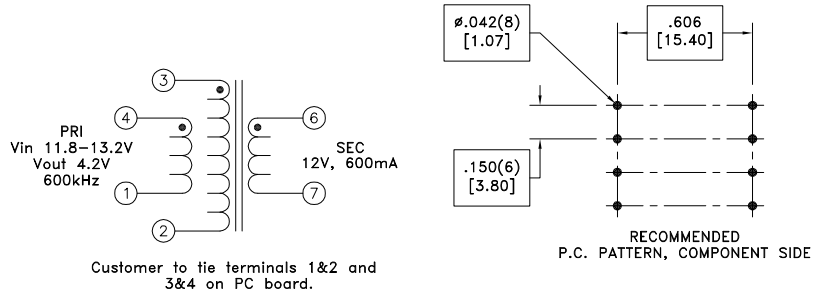 3
4
PRI
Vin 11.8–13.2V
Vout 4.2V
600kHz
1
2
6
SEC
12V, 600mA
7
Customer to tie terminals 1&2 and
3&4 on PC board.
ø.042(8)
[1.07]
.606
[15.40]
.150(6)
[3.80]
RECOMMENDED
P.C. PATTERN, COMPONENT SIDE